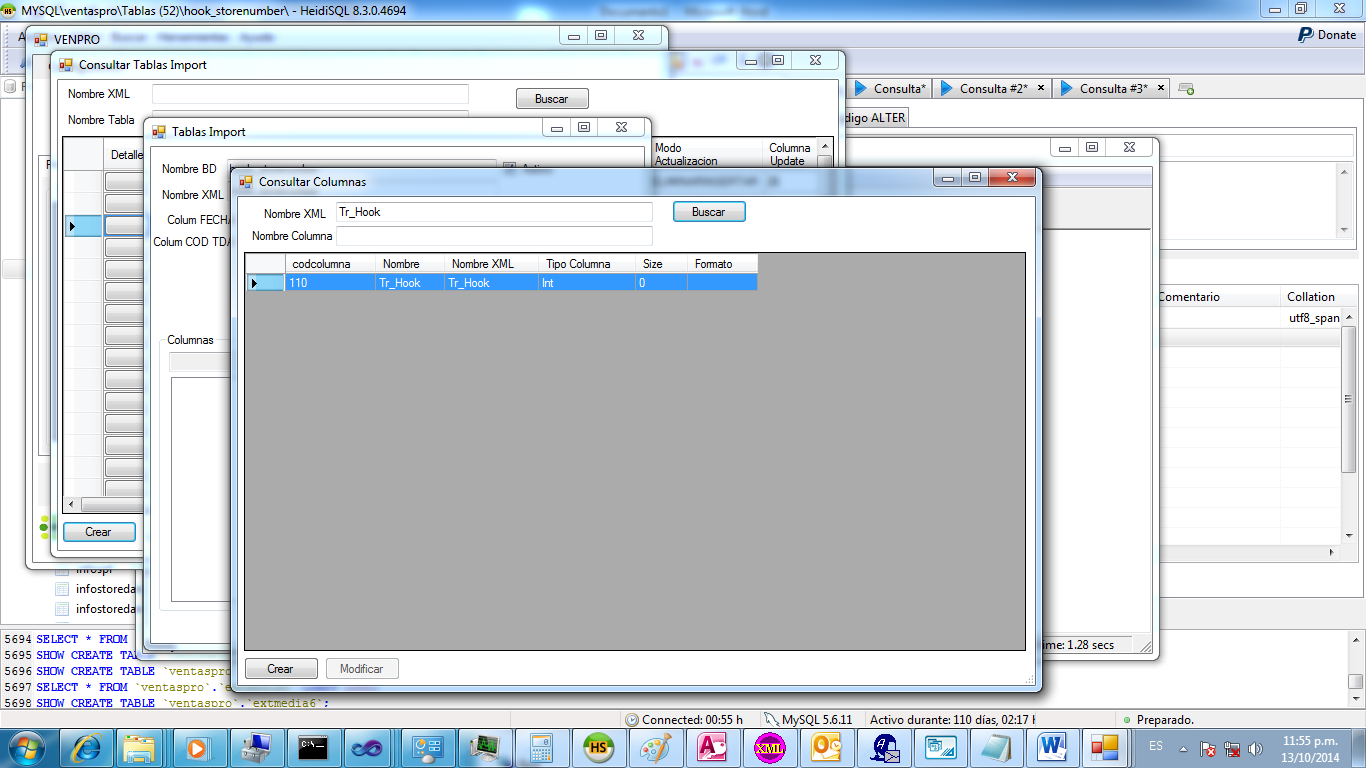 MYSQL\ventaspro\Tablas (52)\hook_storenumber\ - HeidiSQL 8.3.0.4694
Donate
VENPRO
Consultar Tablas Import
Nombre XML
Buscar
Nombre Tabla
Consulta*
Consulta #2*
Consulta #3*
digo ALTER
Detalle
Modo Actualizacion
Columna Update
Tablas Import
Nombre BD
Nombre XML
Colum FECHA
Colum COD TDA
Columnas
Consultar Columnas
Nombre XML
Tr_Hook
Buscar
Nombre Columna
codcolumna Nombre Nombre XML Tipo Columna Size Formato
110 Tr_Hook Tr_Hook Int 0
Crear
Modificar
Comentario
Collation
utf8_span
Crear
infostoreda
infostoreda
ime: 1.28 secs
5694 SELECT * FROM
5695 SHOW CREATE TABL
5696 SHOW CREATE TABLE `ventaspro
5697 SELECT * FROM `ventaspro`.`e
5698 SHOW CREATE TABLE `ventaspro`.`extmedia6`;
Connected: 00:55 h
MySQL 5.6.11
Activo durante: 110 días, 02:17 h
Preparado.
ES
11:55 p.m.
13/10/2014